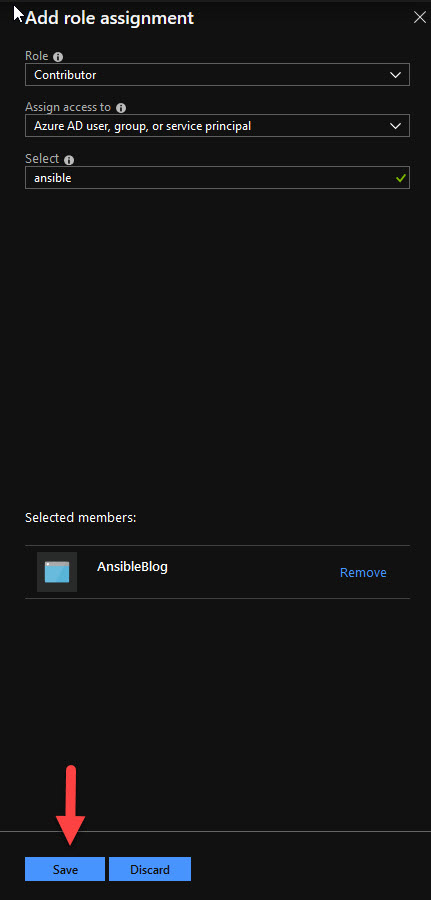 Add role assignment
Role
Contributor
Assign access to
Azure AD user, group, or service principal
Select
ansible
Selected members:
AnsibleBlog
Remove
Save
Discard